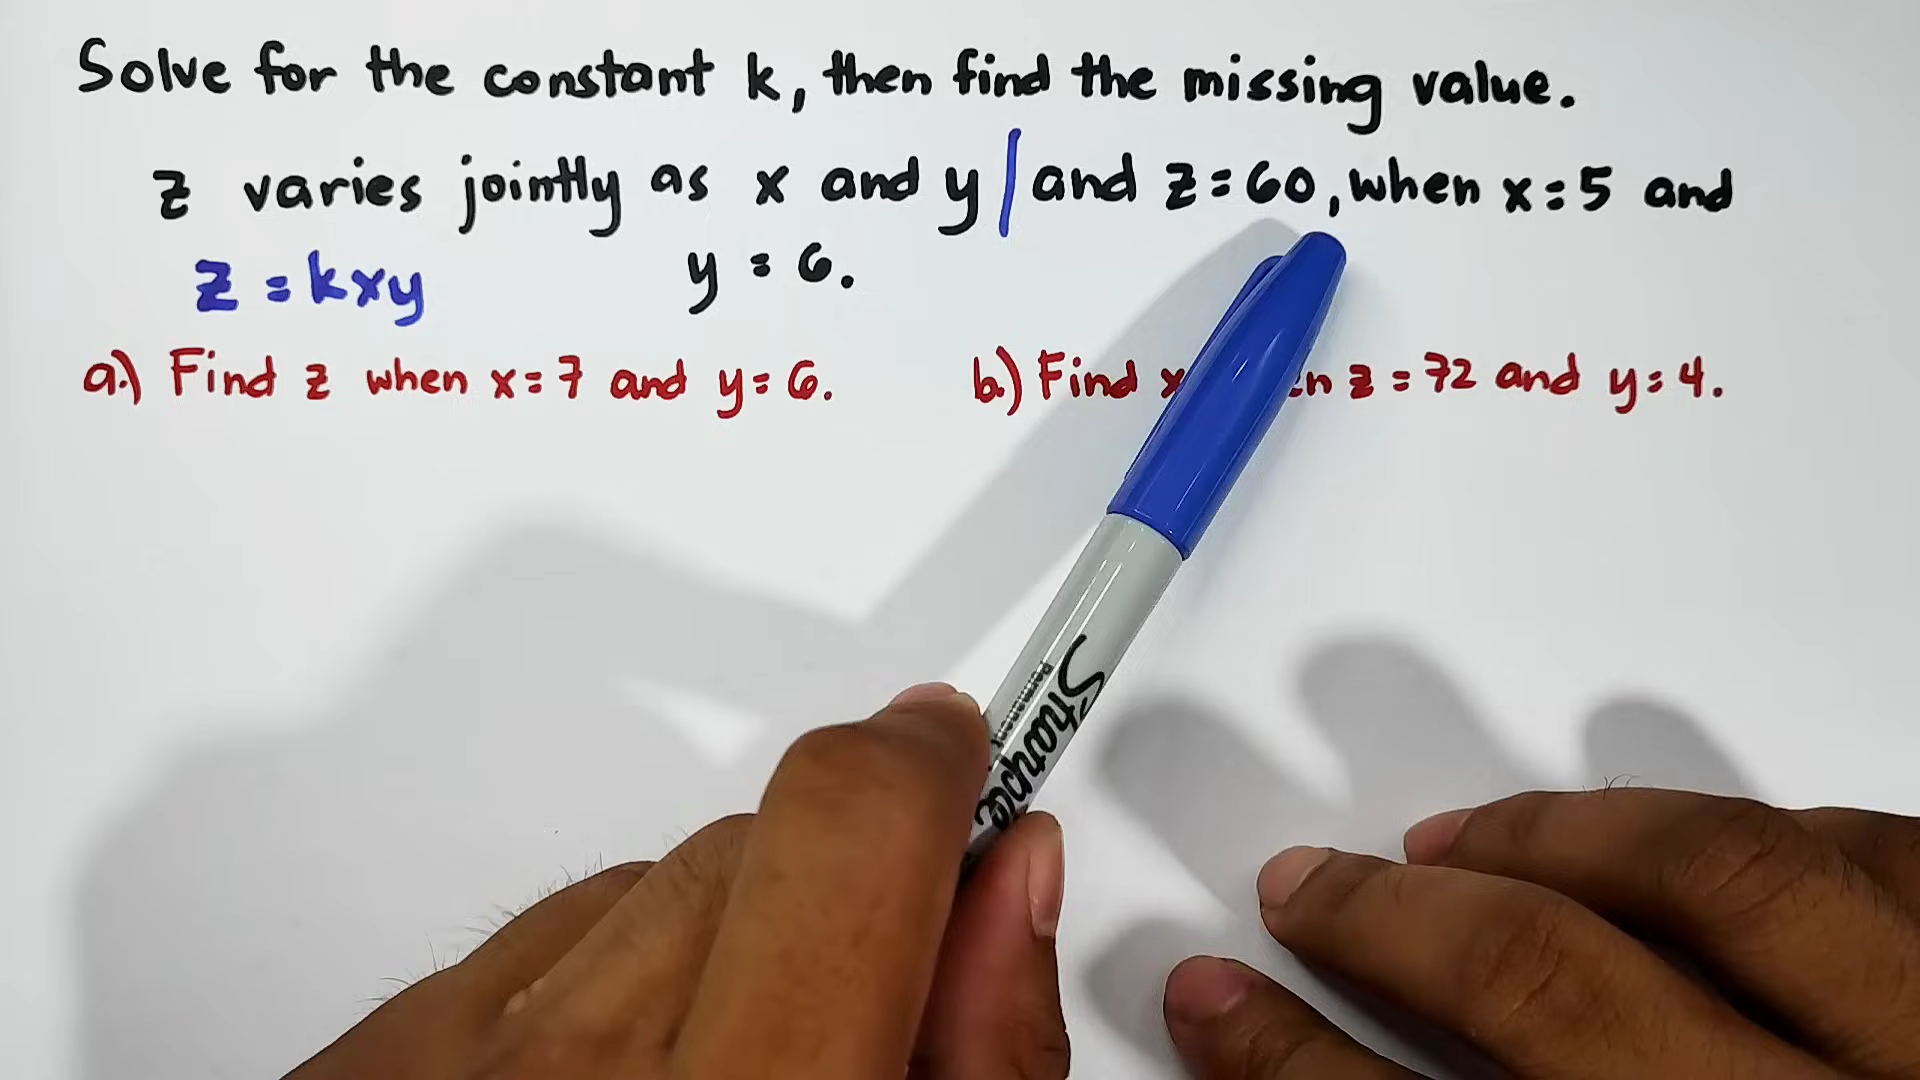 Solve for the constant k, then find the missing value.
z varies jointly as x and y / and z = 60, when x = 5 and
y = 6.
z = kxy
a.) Find z when x = 7 and y = 6.
b.) Find x z = 72 and y = 4.
Sharpie
Permanent